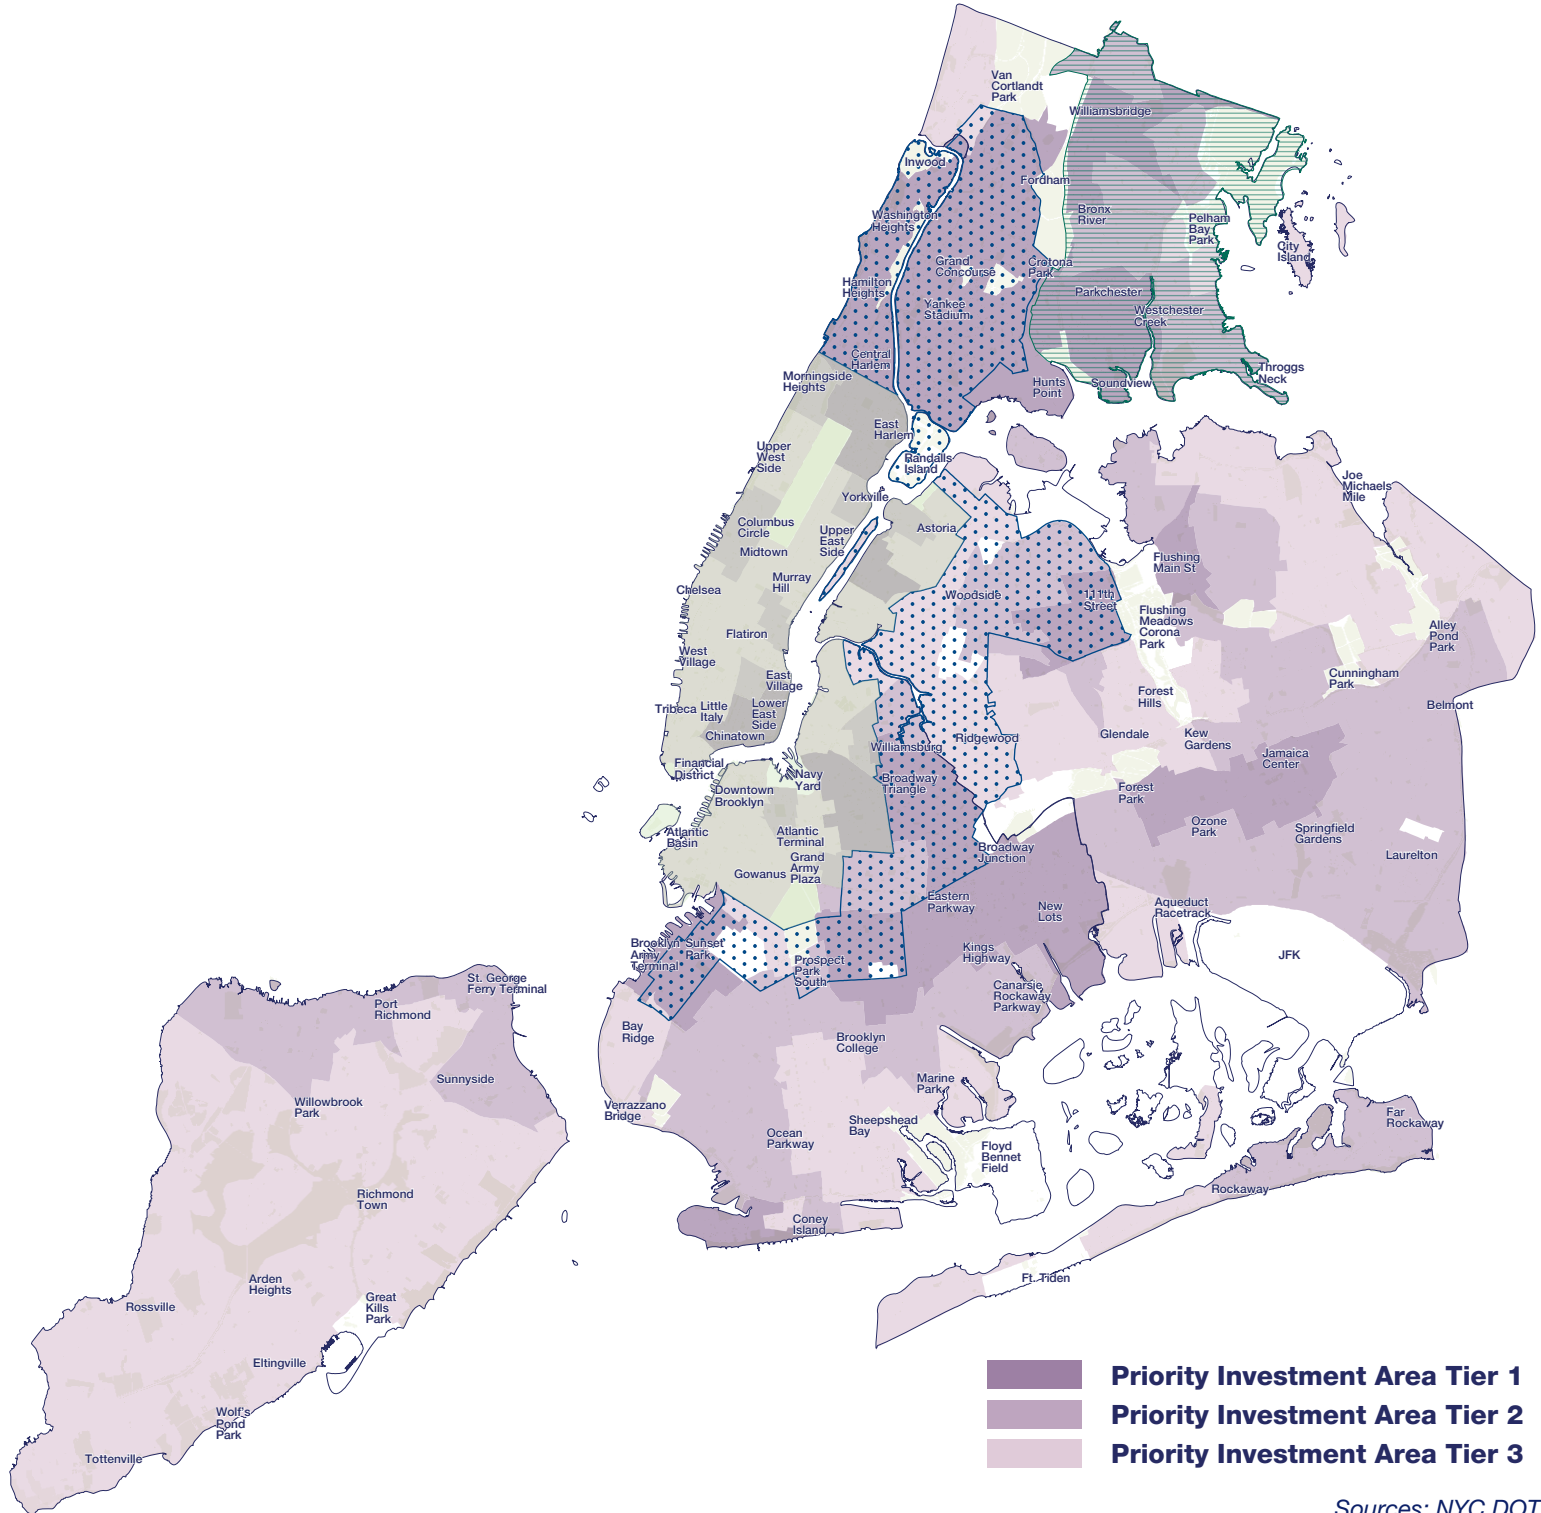 Van
Cortlandt
Park
Williamsbridge
Inwood
Fordham
Washington
Heights
Bronx
River
Pelham
Bay
Park
City
Island
Grand
Concourse
Crotona
Park
Hamilton
Heights
Yankee
Stadium
Parkchester
Westchester
Creek
Central
Harlem
Morningside
Heights
Hunts
Point
Soundview
Throggs
Neck
East
Harlem
Upper
West
Side
Randalls
Island
Yorkville
Joe
Michaels
Mile
Columbus
Circle
Midtown
Upper
East
Side
Astoria
Flushing
Main St
Chelsea
Murray
Hill
Woodside
111th
Street
Flushing
Meadows
Corona
Park
Alley
Pond
Park
Flatiron
West
Village
East
Village
Cunningham
Park
Forest
Hills
Belmont
Tribeca
Little
Italy
Lower
East
Side
Chinatown
Williamsburg
Ridgewood
Glendale
Kew
Gardens
Jamaica
Center
Financial
District
Downtown
Brooklyn
Navy
Yard
Broadway
Triangle
Forest
Park
Atlantic
Basin
Atlantic
Terminal
Ozone
Park
Springfield
Gardens
Laurelton
Gowanus
Grand
Army
Plaza
Broadway
Junction
Eastern
Parkway
New
Lots
Aqueduct
Racetrack
Brooklyn
Army
Terminal
Sunset
Park
Prospect
Park
South
Kings
Highway
JFK
St. George
Ferry Terminal
Port
Richmond
Canarsie
Rockaway
Parkway
Bay
Ridge
Brooklyn
College
Sunnyside
Marine
Park
Willowbrook
Park
Verrazzano
Bridge
Ocean
Parkway
Sheepshead
Bay
Floyd
Bennet
Field
Far
Rockaway
Richmond
Town
Rockaway
Coney
Island
Arden
Heights
Ft. Tiden
Rossville
Great
Kills
Park
Eltingville
Wolf's
Pond
Park
Tottenville
Priority Investment Area Tier 1
Priority Investment Area Tier 2
Priority Investment Area Tier 3
Sources: NYC DOT